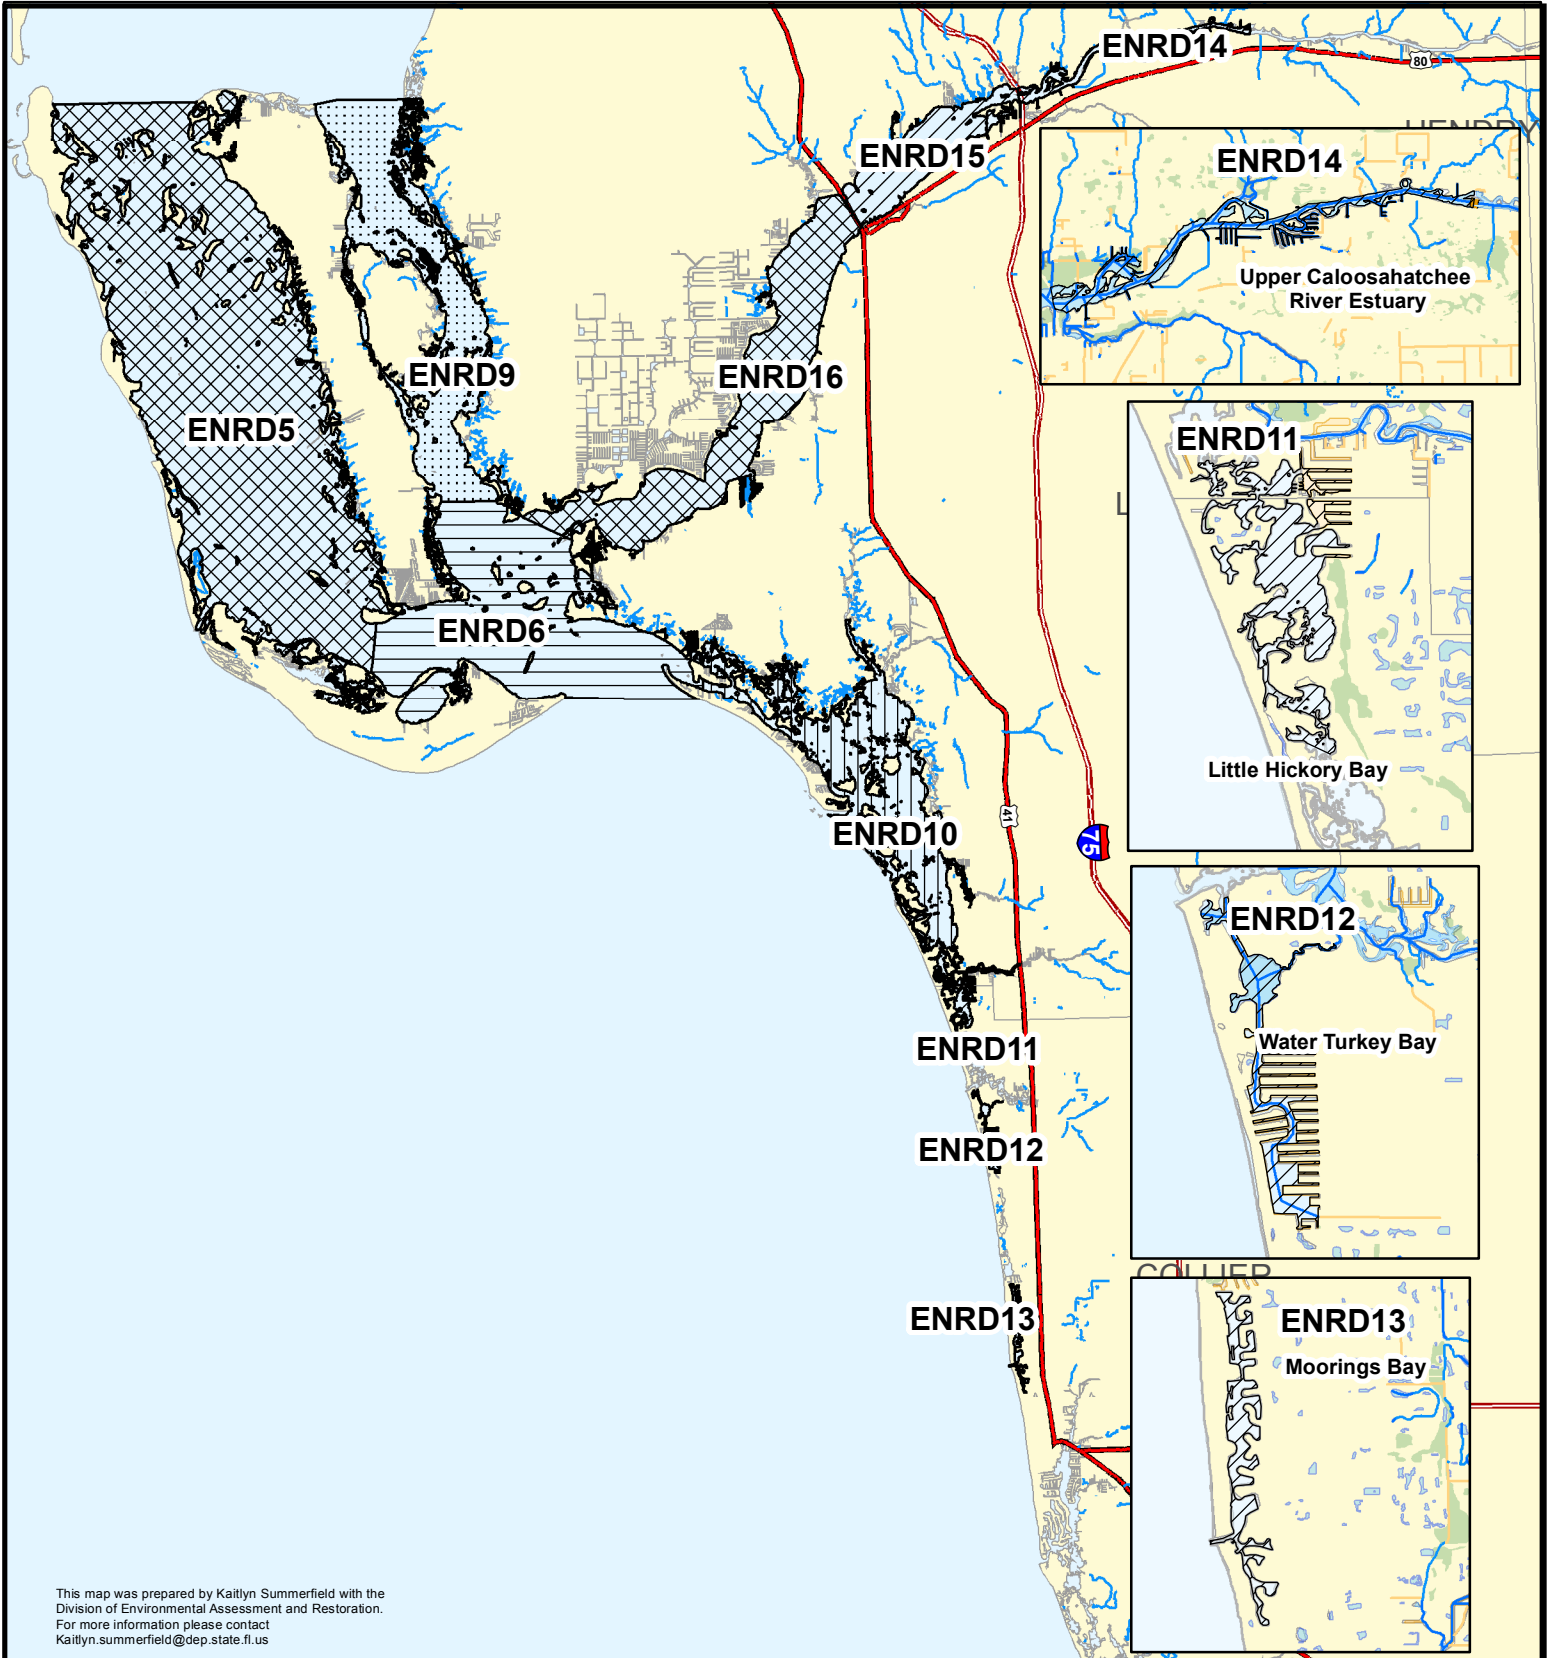 ENRD14
80
HENDRY
ENRD15
ENRD14
Upper Caloosahatchee
River Estuary
ENRD9
ENRD16
ENRD5
ENRD11
L
ENRD6
Little Hickory Bay
41
75
ENRD10
ENRD12
Water Turkey Bay
ENRD11
ENRD12
COLLIER
ENRD13
ENRD13
Moorings Bay
This map was prepared by Kaitlyn Summerfield with the
Division of Environmental Assessment and Restoration.
For more information please contact
Kaitlyn.summerfield@dep.state.fl.us